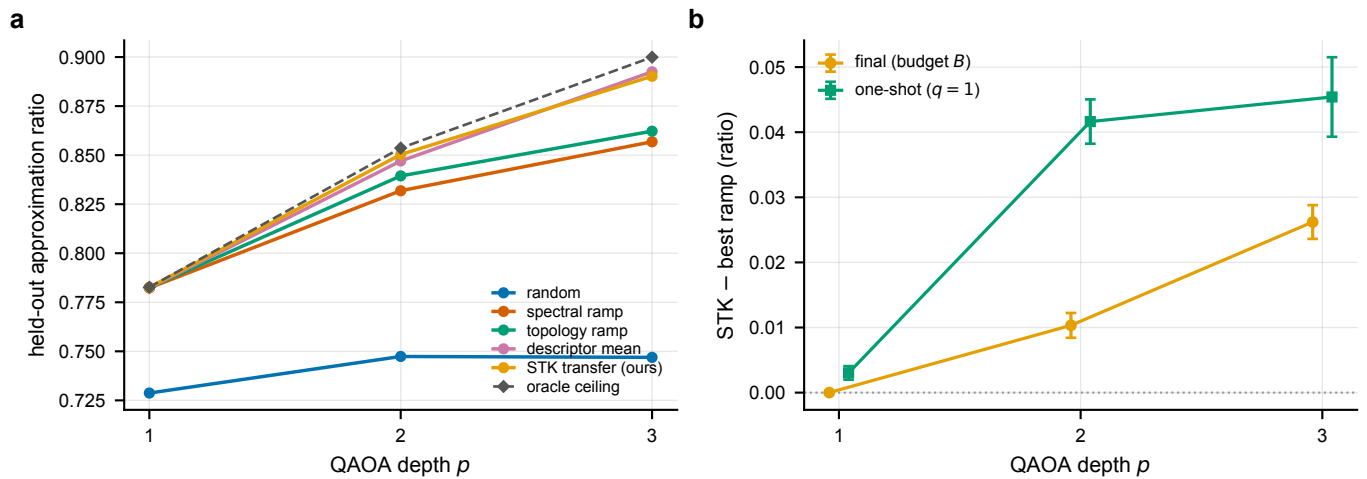 a
held-out approximation ratio
0.900
0.875
0.850
0.825
0.800
0.775
0.750
0.725
random
spectral ramp
topology ramp
descriptor mean
STK transfer (ours)
oracle ceiling
1 2 3
QAOA depth p
b
STK − best ramp (ratio)
0.05
0.04
0.03
0.02
0.01
0.00
final (budget B)
one-shot (q = 1)
1 2 3
QAOA depth p